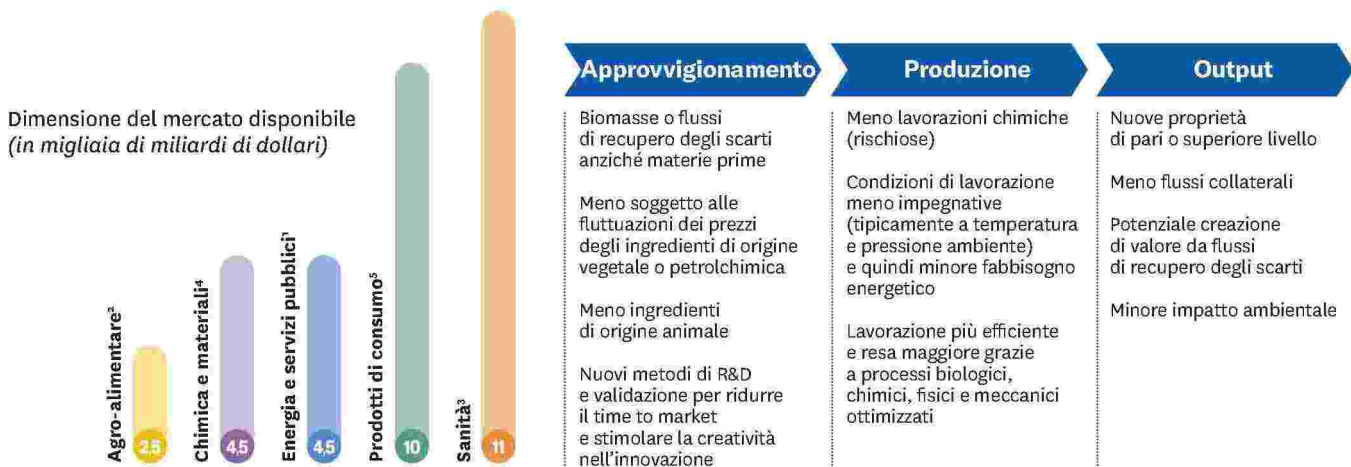 Dimensione del mercato disponibile
(in migliaia di miliardi di dollari)
Agro-alimentare²
2,5
Chimica e materiali⁴
4,5
Energia e servizi pubblici¹
4,5
Prodotti di consumo⁵
10
Sanità³
11
Approvvigionamento
Biomasse o flussi
di recupero degli scarti
anziché materie prime
Meno soggetto alle
fluttuazioni dei prezzi
degli ingredienti di origine
vegetale o petrolchimica
Meno ingredienti
di origine animale
Nuovi metodi di R&D
e validazione per ridurre
il time to market
e stimolare la creatività
nell'innovazione
Produzione
Meno lavorazioni chimiche
(rischiose)
Condizioni di lavorazione
meno impegnative
(tipicamente a temperatura
e pressione ambiente)
e quindi minore fabbisogno
energetico
Lavorazione più efficiente
e resa maggiore grazie
a processi biologici,
chimici, fisici e meccanici
ottimizzati
Output
Nuove proprietà
di pari o superiore livello
Meno flussi collaterali
Potenziale creazione
di valore da flussi
di recupero degli scarti
Minore impatto ambientale